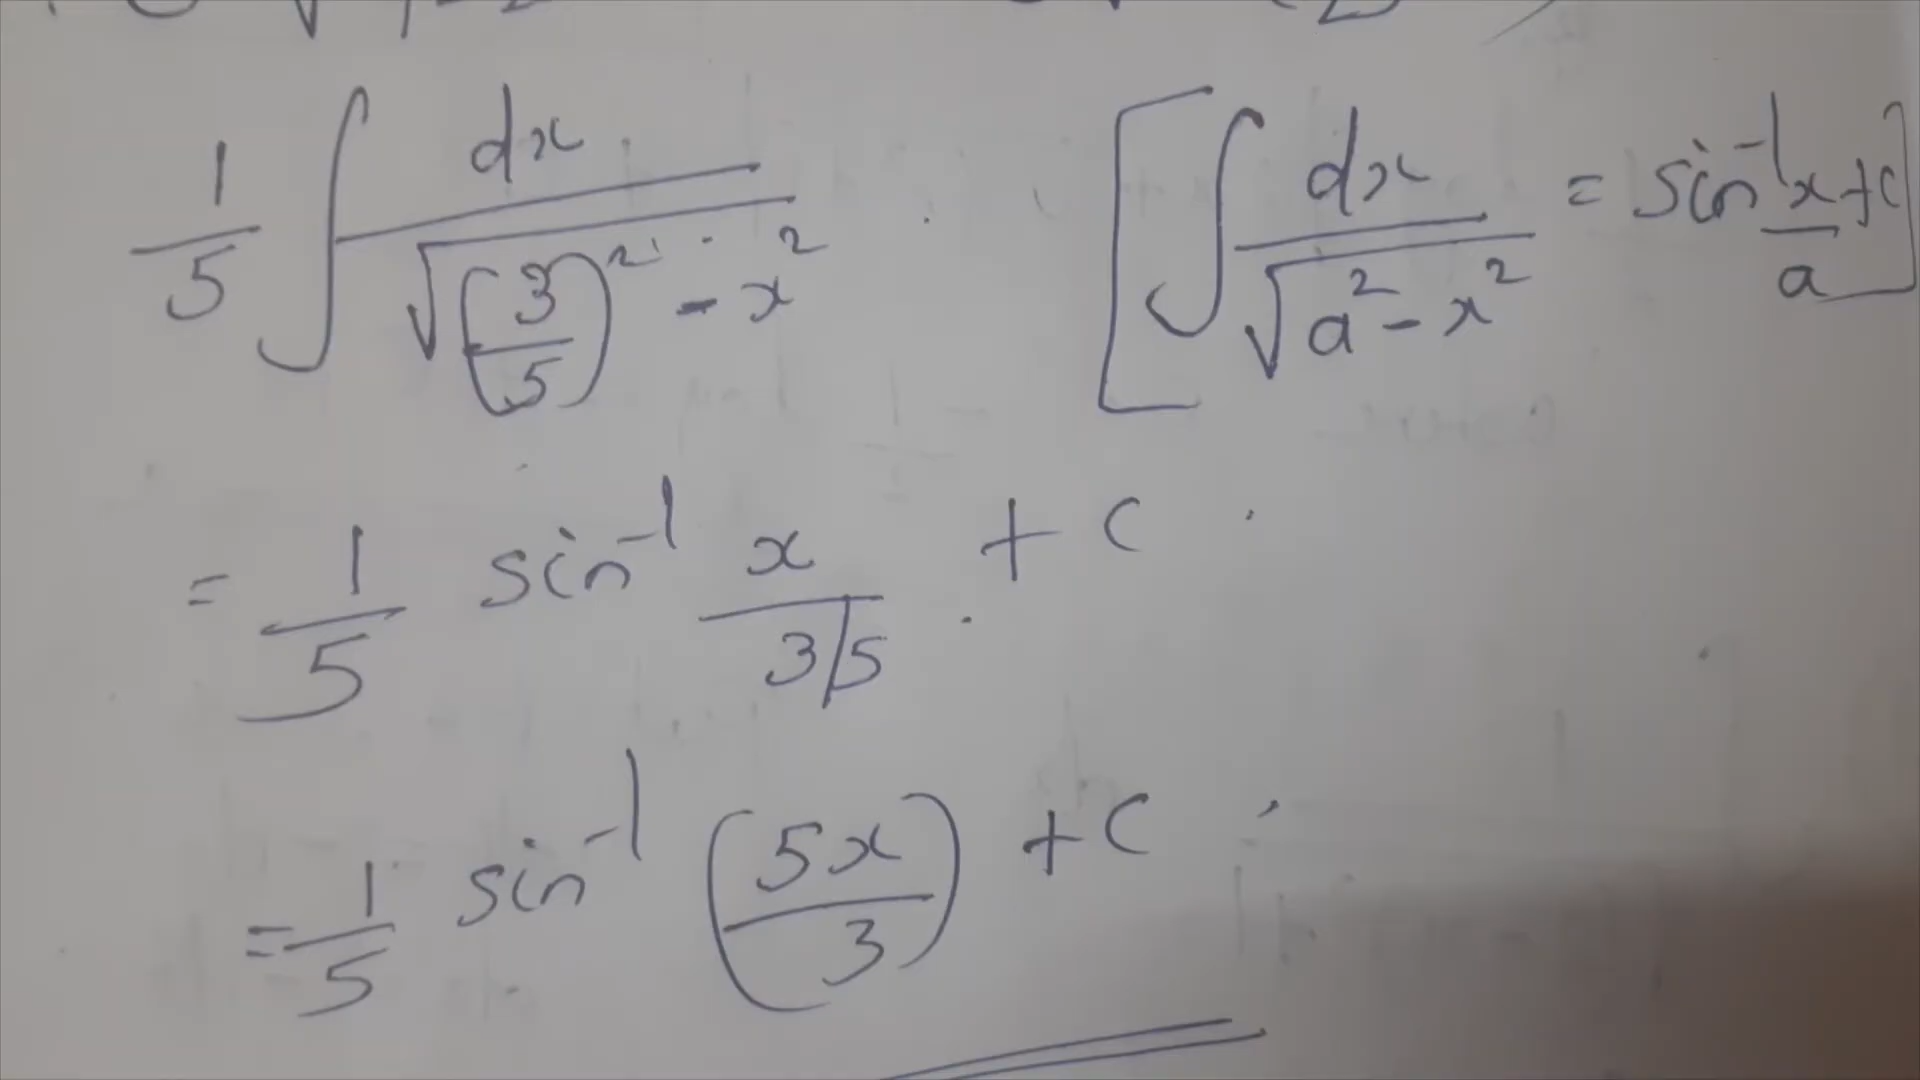 1/5 ∫ dx/√((3/5)² - x²) [∫ dx/√(a² - x²) = sin⁻¹ x/a + c]
= 1/5 sin⁻¹ x/(3/5) + c
= 1/5 sin⁻¹ (5x/3) + c